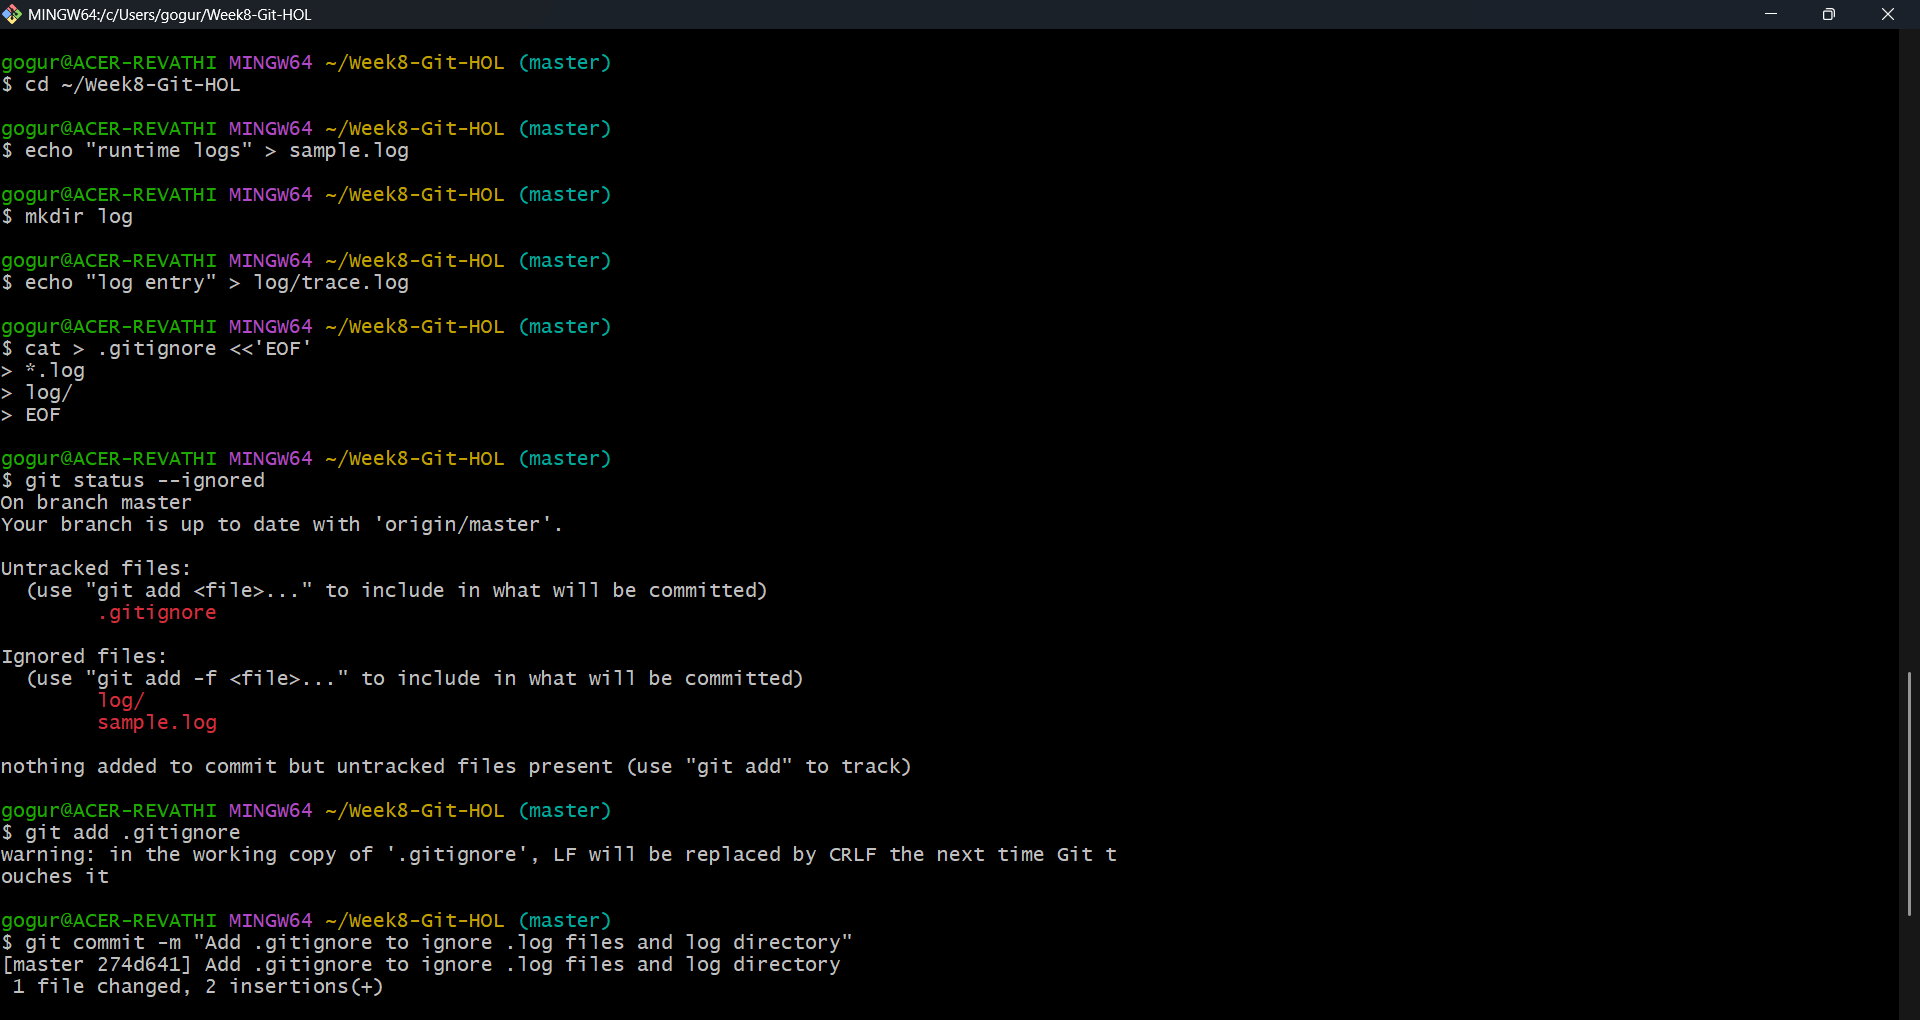 MINGW64:/c/Users/gogur/Week8-Git-HOL
gogur@ACER-REVATHI MINGW64 ~/Week8-Git-HOL (master)
$ cd ~/Week8-Git-HOL
gogur@ACER-REVATHI MINGW64 ~/Week8-Git-HOL (master)
$ echo "runtime logs" > sample.log
gogur@ACER-REVATHI MINGW64 ~/Week8-Git-HOL (master)
$ mkdir log
gogur@ACER-REVATHI MINGW64 ~/Week8-Git-HOL (master)
$ echo "log entry" > log/trace.log
gogur@ACER-REVATHI MINGW64 ~/Week8-Git-HOL (master)
$ cat > .gitignore <<'EOF'
> *.log
> log/
> EOF
gogur@ACER-REVATHI MINGW64 ~/Week8-Git-HOL (master)
$ git status --ignored
On branch master
Your branch is up to date with 'origin/master'.
Untracked files:
  (use "git add <file>..." to include in what will be committed)
        .gitignore
Ignored files:
  (use "git add -f <file>..." to include in what will be committed)
        log/
        sample.log
nothing added to commit but untracked files present (use "git add" to track)
gogur@ACER-REVATHI MINGW64 ~/Week8-Git-HOL (master)
$ git add .gitignore
warning: in the working copy of '.gitignore', LF will be replaced by CRLF the next time Git t
ouches it
gogur@ACER-REVATHI MINGW64 ~/Week8-Git-HOL (master)
$ git commit -m "Add .gitignore to ignore .log files and log directory"
[master 274d641] Add .gitignore to ignore .log files and log directory
 1 file changed, 2 insertions(+)